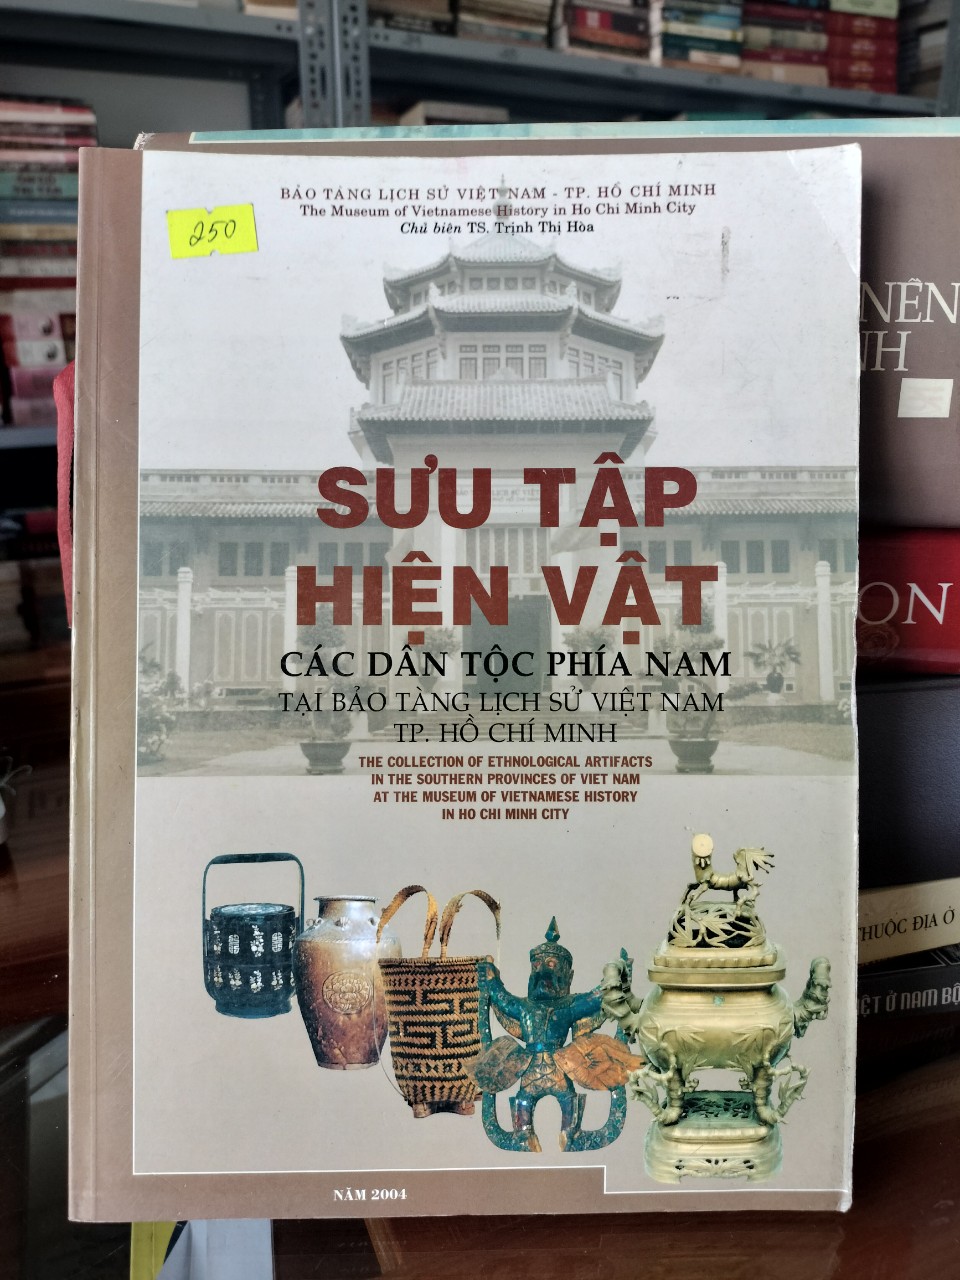 BẢO TÀNG LỊCH SỬ VIỆT NAM - TP. HỒ CHÍ MINH
The Museum of Vietnamese History in Ho Chi Minh City
Chủ biên TS. Trịnh Thị Hòa
250
SƯU TẬP
HIỆN VẬT
CÁC DÂN TỘC PHÍA NAM
TẠI BẢO TÀNG LỊCH SỬ VIỆT NAM
TP. HỒ CHÍ MINH
THE COLLECTION OF ETHNOLOGICAL ARTIFACTS
IN THE SOUTHERN PROVINCES OF VIET NAM
AT THE MUSEUM OF VIETNAMESE HISTORY
IN HO CHI MINH CITY
NĂM 2004
NÊN
NH
ON
THUỘC ĐỊA Ở
IỆT Ở NAM BỘ